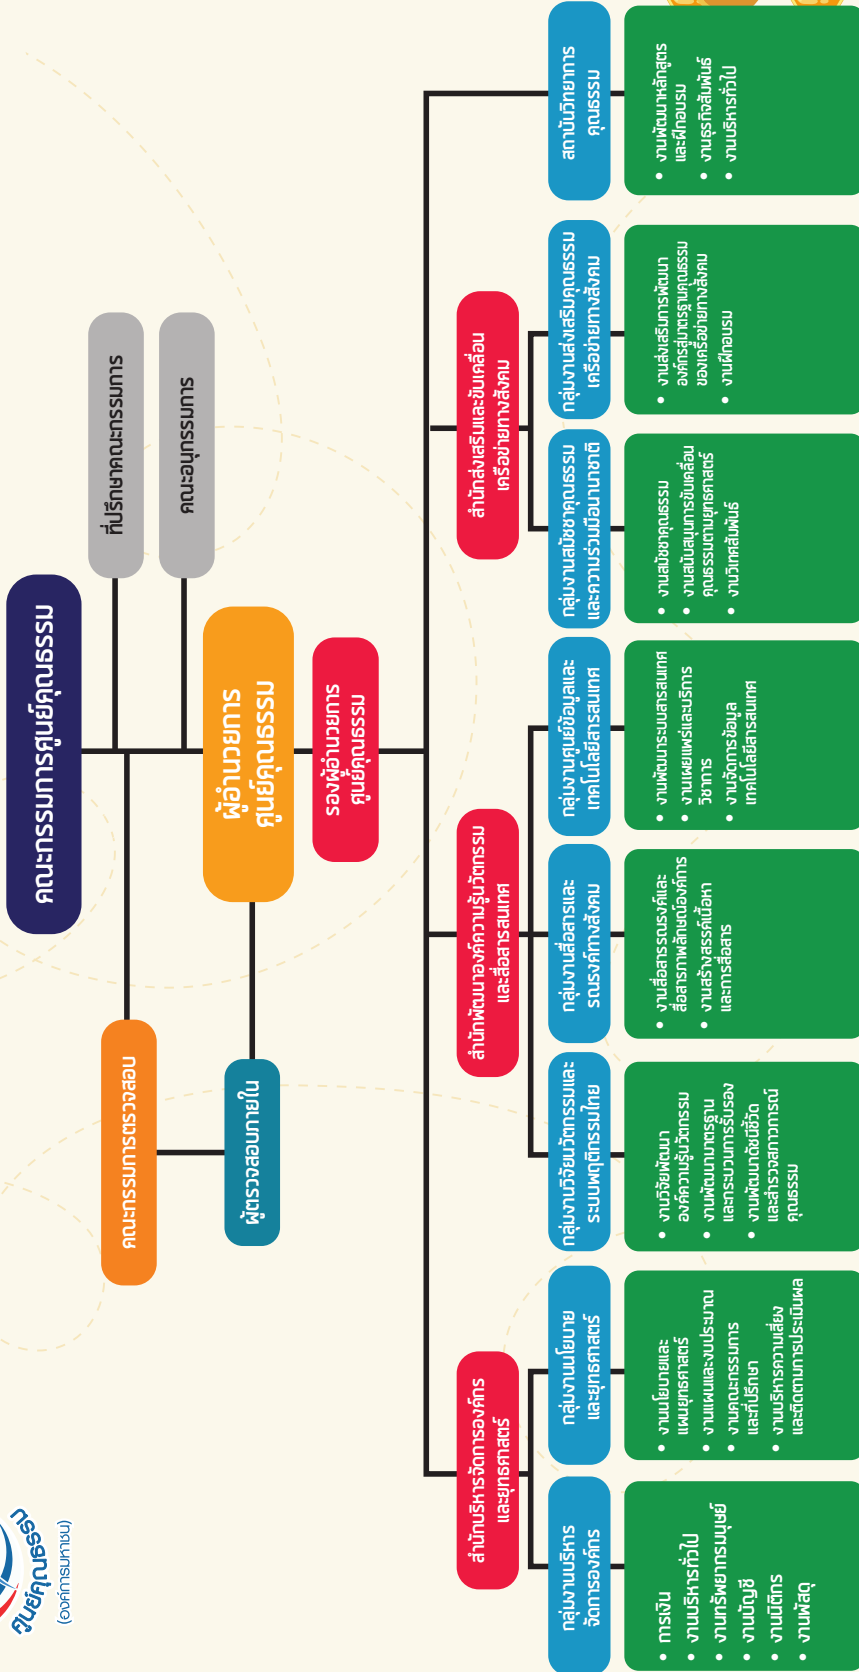 ศูนย์คุณธรรม
(องค์การมหาชน)
คณะกรรมการศูนย์คุณธรรม
ที่ปรึกษาคณะกรรมการ
คณะอนุกรรมการ
คณะกรรมการตรวจสอบ
ผู้ตรวจสอบภายใน
ผู้อำนวยการ
ศูนย์คุณธรรม
รองผู้อำนวยการ
ศูนย์คุณธรรม
สำนักบริหารจัดการองค์กร
และยุทธศาสตร์
สำนักพัฒนาองค์ความรู้นวัตกรรม
และสื่อสารสนเทศ
สำนักส่งเสริมและขับเคลื่อน
เครือข่ายทางสังคม
กลุ่มงานบริหาร
จัดการองค์กร
กลุ่มงานนโยบาย
และยุทธศาสตร์
กลุ่มงานวิจัยนวัตกรรมและ
ระบบพฤติกรรมไทย
กลุ่มงานสื่อสารและ
รณรงค์ทางสังคม
กลุ่มงานศูนย์ข้อมูลและ
เทคโนโลยีสารสนเทศ
กลุ่มงานสมัชชาคุณธรรม
และความร่วมมือนานาชาติ
กลุ่มงานส่งเสริมคุณธรรม
เครือข่ายทางสังคม
สถาบันวิทยาการ
คุณธรรม
• การเงิน
• งานบริหารทั่วไป
• งานทรัพยากรมนุษย์
• งานบัญชี
• งานนิติกร
• งานพัสดุ
• งานนโยบายและ
แผนยุทธศาสตร์
• งานแผนและงบประมาณ
• งานคณะกรรมการ
และที่ปรึกษา
• งานบริหารความเสี่ยง
และติดตามการประเมินผล
• งานวิจัยพัฒนา
องค์ความรู้นวัตกรรม
• งานพัฒนามาตรฐาน
และกระบวนการรับรอง
• งานพัฒนาดัชนีชี้วัด
และสำรวจสภาวการณ์
คุณธรรม
• งานสื่อสารรณรงค์และ
สื่อสารภาพลักษณ์องค์การ
• งานสร้างสรรค์เนื้อหา
และการสื่อสาร
• งานพัฒนาระบบสารสนเทศ
• งานเผยแพร่และบริการ
วิชาการ
• งานจัดการข้อมูล
เทคโนโลยีสารสนเทศ
• งานสมัชชาคุณธรรม
• งานสนับสนุนการขับเคลื่อน
คุณธรรมตามยุทธศาสตร์
• งานวิเทศสัมพันธ์
• งานส่งเสริมการพัฒนา
องค์กรสู่มาตรฐานคุณธรรม
ของเครือข่ายทางสังคม
• งานฝึกอบรม
• งานพัฒนาหลักสูตร
และฝึกอบรม
• งานธุรกิจสัมพันธ์
• งานบริหารทั่วไป